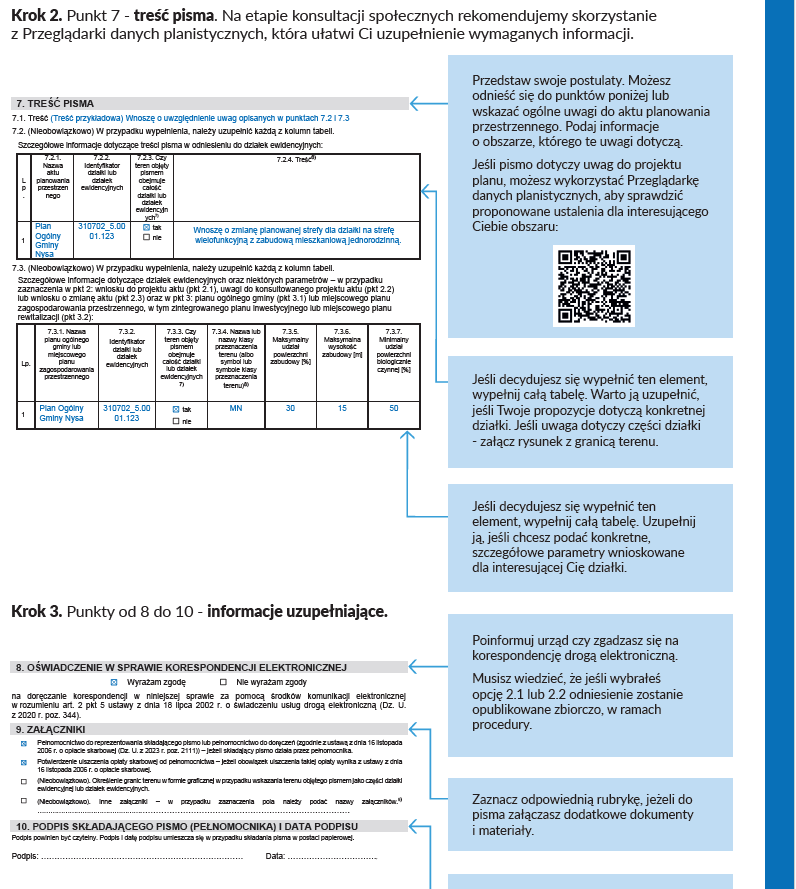 Krok 2. Punkt 7 - treść pisma. Na etapie konsultacji społecznych rekomendujemy skorzystanie
z Przeglądarki danych planistycznych, która ułatwi Ci uzupełnienie wymaganych informacji.
7. TREŚĆ PISMA
7.1. Treść (Treść przykładowa) Wnoszę o uwzględnienie uwag opisanych w punktach 7.2 i 7.3
7.2. (Nieobowiązkowo) W przypadku wypełnienia, należy uzupełnić każdą z kolumn tabeli.
Szczegółowe informacje dotyczące treści pisma w odniesieniu do działek ewidencyjnych:
L
p
.
7.2.1.
Nazwa
aktu
planowania
przestrzen
nego
7.2.2.
Identyfikator
działki lub
działek
ewidencyjnych
7.2.3. Czy
teren objęty
pismem
obejmuje
całość
działki lub
działek
ewidencyjn
ych⁷⁾
7.2.4. Treść⁸⁾
1
Plan
Ogólny
Gminy
Nysa
310702_5.00
01.123
tak
nie
Wnoszę o zmianę planowanej strefy dla działki na strefę
wielofunkcyjną z zabudową mieszkaniową jednorodzinną.
7.3. (Nieobowiązkowo) W przypadku wypełnienia, należy uzupełnić każdą z kolumn tabeli.
Szczegółowe informacje dotyczące działek ewidencyjnych oraz niektórych parametrów – w przypadku
zaznaczenia w pkt 2: wniosku do projektu aktu (pkt 2.1), uwagi do konsultowanego projektu aktu (pkt 2.2)
lub wniosku o zmianę aktu (pkt 2.3) oraz w pkt 3: planu ogólnego gminy (pkt 3.1) lub miejscowego planu
zagospodarowania przestrzennego, w tym zintegrowanego planu inwestycyjnego lub miejscowego planu
rewitalizacji (pkt 3.2):
Lp.
7.3.1. Nazwa
planu ogólnego
gminy lub
miejscowego
planu
zagospodarowania
przestrzennego
7.3.2.
Identyfikator
działki lub
działek
ewidencyjnych
7.3.3. Czy
teren objęty
pismem
obejmuje
całość działki
lub działek
ewidencyjnych
7)
7.3.4. Nazwa lub
nazwy klasy
przeznaczenia
terenu (albo
symbol lub
symbole klasy
przeznaczenia
terenu)⁹⁾
7.3.5.
Maksymalny
udział
powierzchni
zabudowy [%]
7.3.6.
Maksymalna
wysokość
zabudowy [m]
7.3.7.
Minimalny
udział
powierzchni
biologicznie
czynnej [%]
1
Plan Ogólny
Gminy Nysa
310702_5.00
01.123
tak
nie
MN
30
15
50
Przedstaw swoje postulaty. Możesz
odnieść się do punktów poniżej lub
wskazać ogólne uwagi do aktu planowania
przestrzennego. Podaj informacje
o obszarze, którego te uwagi dotyczą.
Jeśli pismo dotyczy uwag do projektu
planu, możesz wykorzystać Przeglądarkę
danych planistycznych, aby sprawdzić
proponowane ustalenia dla interesującego
Ciebie obszaru:
Jeśli decydujesz się wypełnić ten element,
wypełnij całą tabelę. Warto ją uzupełnić,
jeśli Twoje propozycje dotyczą konkretnej
działki. Jeśli uwaga dotyczy części działki
- załącz rysunek z granicą terenu.
Jeśli decydujesz się wypełnić ten
element, wypełnij całą tabelę. Uzupełnij
ją, jeśli chcesz podać konkretne,
szczegółowe parametry wnioskowane
dla interesującej Cię działki.
Krok 3. Punkty od 8 do 10 - informacje uzupełniające.
8. OŚWIADCZENIE W SPRAWIE KORESPONDENCJI ELEKTRONICZNEJ
Wyrażam zgodę Nie wyrażam zgody
na doręczanie korespondencji w niniejszej sprawie za pomocą środków komunikacji elektronicznej
w rozumieniu art. 2 pkt 5 ustawy z dnia 18 lipca 2002 r. o świadczeniu usług drogą elektroniczną (Dz. U.
z 2020 r. poz. 344).
9. ZAŁĄCZNIKI
Pełnomocnictwo do reprezentowania składającego pismo lub pełnomocnictwo do doręczeń (zgodnie z ustawą z dnia 16 listopada
2006 r. o opłacie skarbowej (Dz. U. z 2023 r. poz. 2111)) – jeżeli składający pismo działa przez pełnomocnika.
Potwierdzenie uiszczenia opłaty skarbowej od pełnomocnictwa – jeżeli obowiązek uiszczenia takiej opłaty wynika z ustawy z dnia
16 listopada 2006 r. o opłacie skarbowej.
(Nieobowiązkowo). Określenie granic terenu w formie graficznej w przypadku wskazania terenu objętego pismem jako części działki
ewidencyjnej lub działek ewidencyjnych.
(Nieobowiązkowo). Inne załączniki – w przypadku zaznaczenia pola należy podać nazwy załączników.
10. PODPIS SKŁADAJĄCEGO PISMO (PEŁNOMOCNIKA) I DATA PODPISU
Podpis powinien być czytelny. Podpis i datę podpisu umieszcza się w przypadku składania pisma w postaci papierowej.
Podpis: ........................ Data: ........................
Poinformuj urząd czy zgadzasz się na
korespondencję drogą elektroniczną.
Musisz wiedzieć, że jeśli wybrałeś
opcję 2.1 lub 2.2 odniesienie zostanie
opublikowane zbiorczo, w ramach
procedury.
Zaznacz odpowiednią rubrykę, jeżeli do
pisma załączasz dodatkowe dokumenty
i materiały.